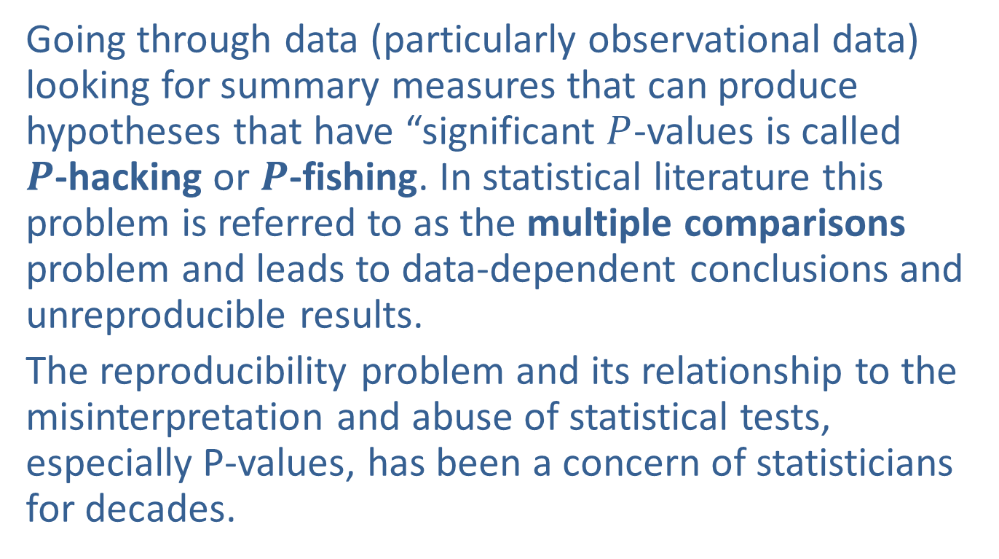 Going through data (particularly observational data)
looking for summary measures that can produce
hypotheses that have “significant P-values is called
P-hacking or P-fishing. In statistical literature this
problem is referred to as the multiple comparisons
problem and leads to data-dependent conclusions and
unreproducible results.
The reproducibility problem and its relationship to the
misinterpretation and abuse of statistical tests,
especially P-values, has been a concern of statisticians
for decades.